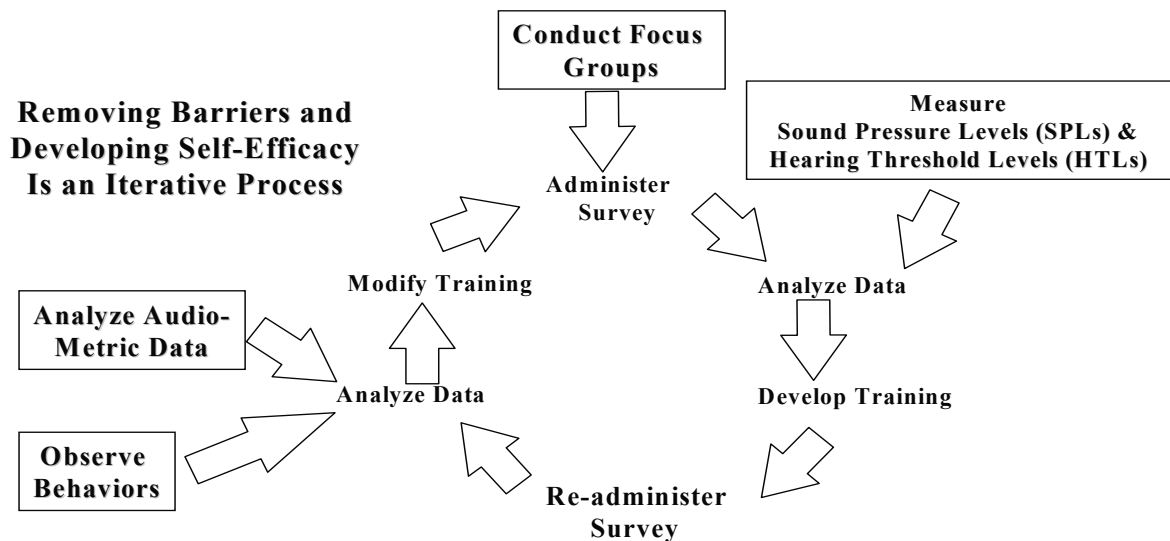 Conduct Focus
Groups
Removing Barriers and
Developing Self-Efficacy
Is an Iterative Process
Measure
Sound Pressure Levels (SPLs) &
Hearing Threshold Levels (HTLs)
Administer
Survey
Modify Training
Analyze Data
Analyze Audio-
Metric Data
Analyze Data
Develop Training
Observe
Behaviors
Re-administer
Survey